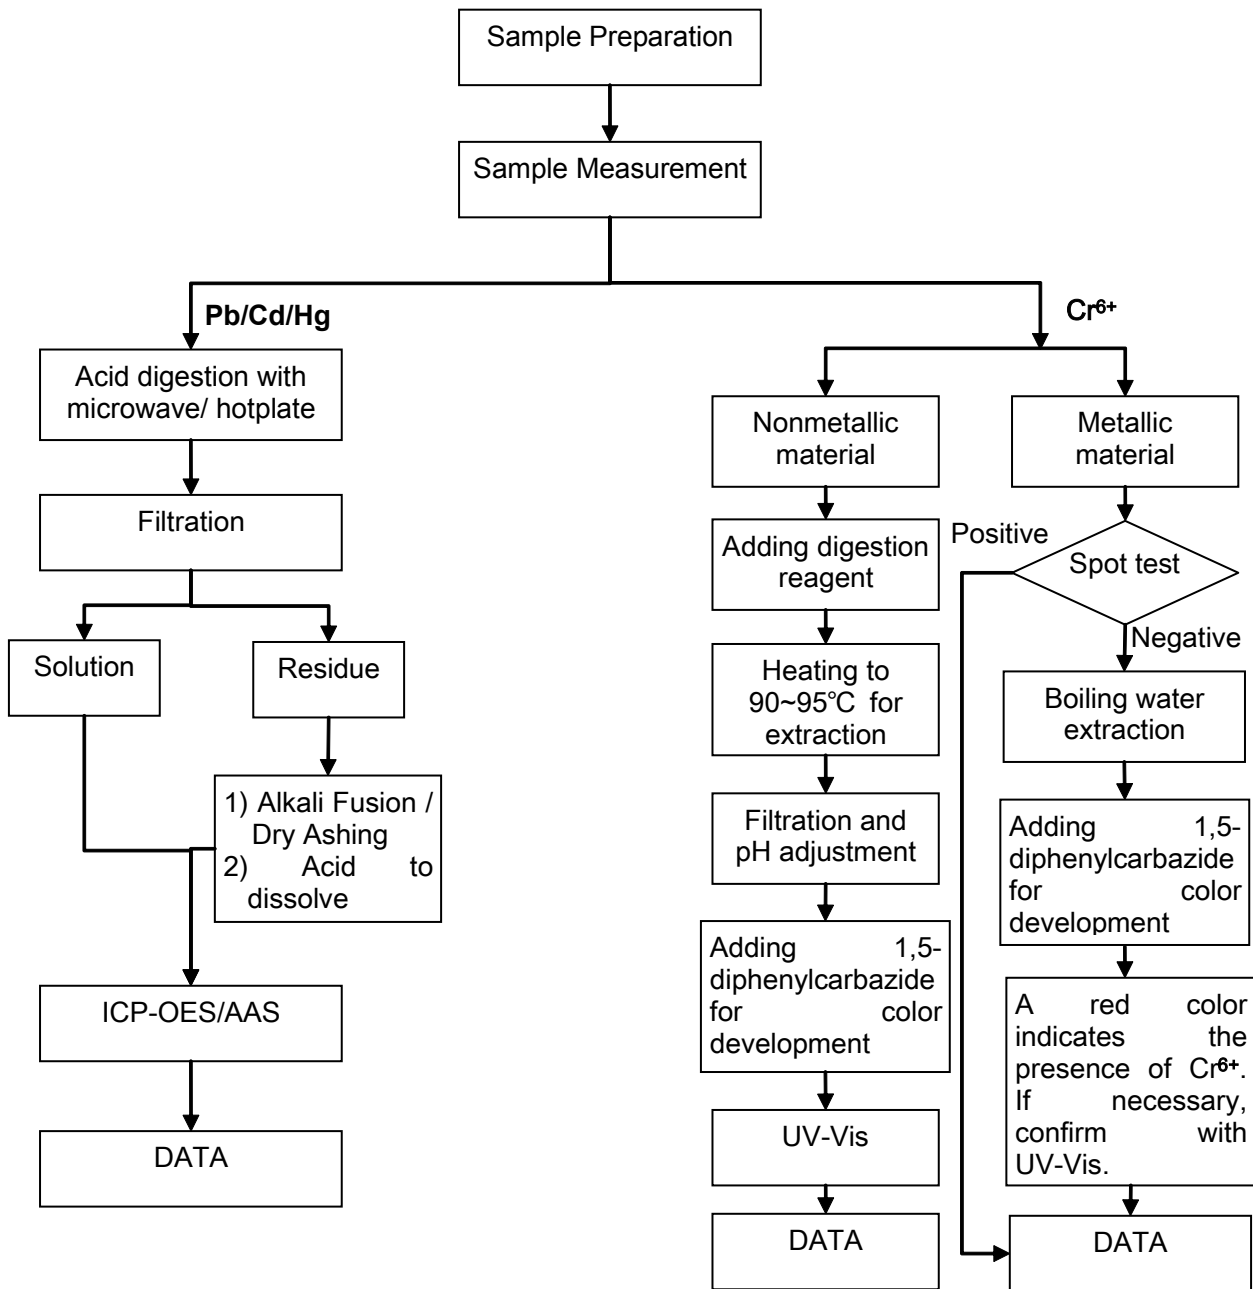 Sample Preparation
Sample Measurement
Pb/Cd/Hg
Acid digestion with
microwave/ hotplate
Filtration
Solution
Residue
1) Alkali Fusion /
Dry Ashing
2) Acid to
dissolve
ICP-OES/AAS
DATA
Cr⁶⁺
Nonmetallic
material
Adding digestion
reagent
Heating to
90~95℃ for
extraction
Filtration and
pH adjustment
Adding 1,5-
diphenylcarbazide
for color
development
UV-Vis
DATA
Metallic
material
Positive
Spot test
Negative
Boiling water
extraction
Adding 1,5-
diphenylcarbazide
for color
development
A red color
indicates the
presence of Cr⁶⁺.
If necessary,
confirm with
UV-Vis.
DATA